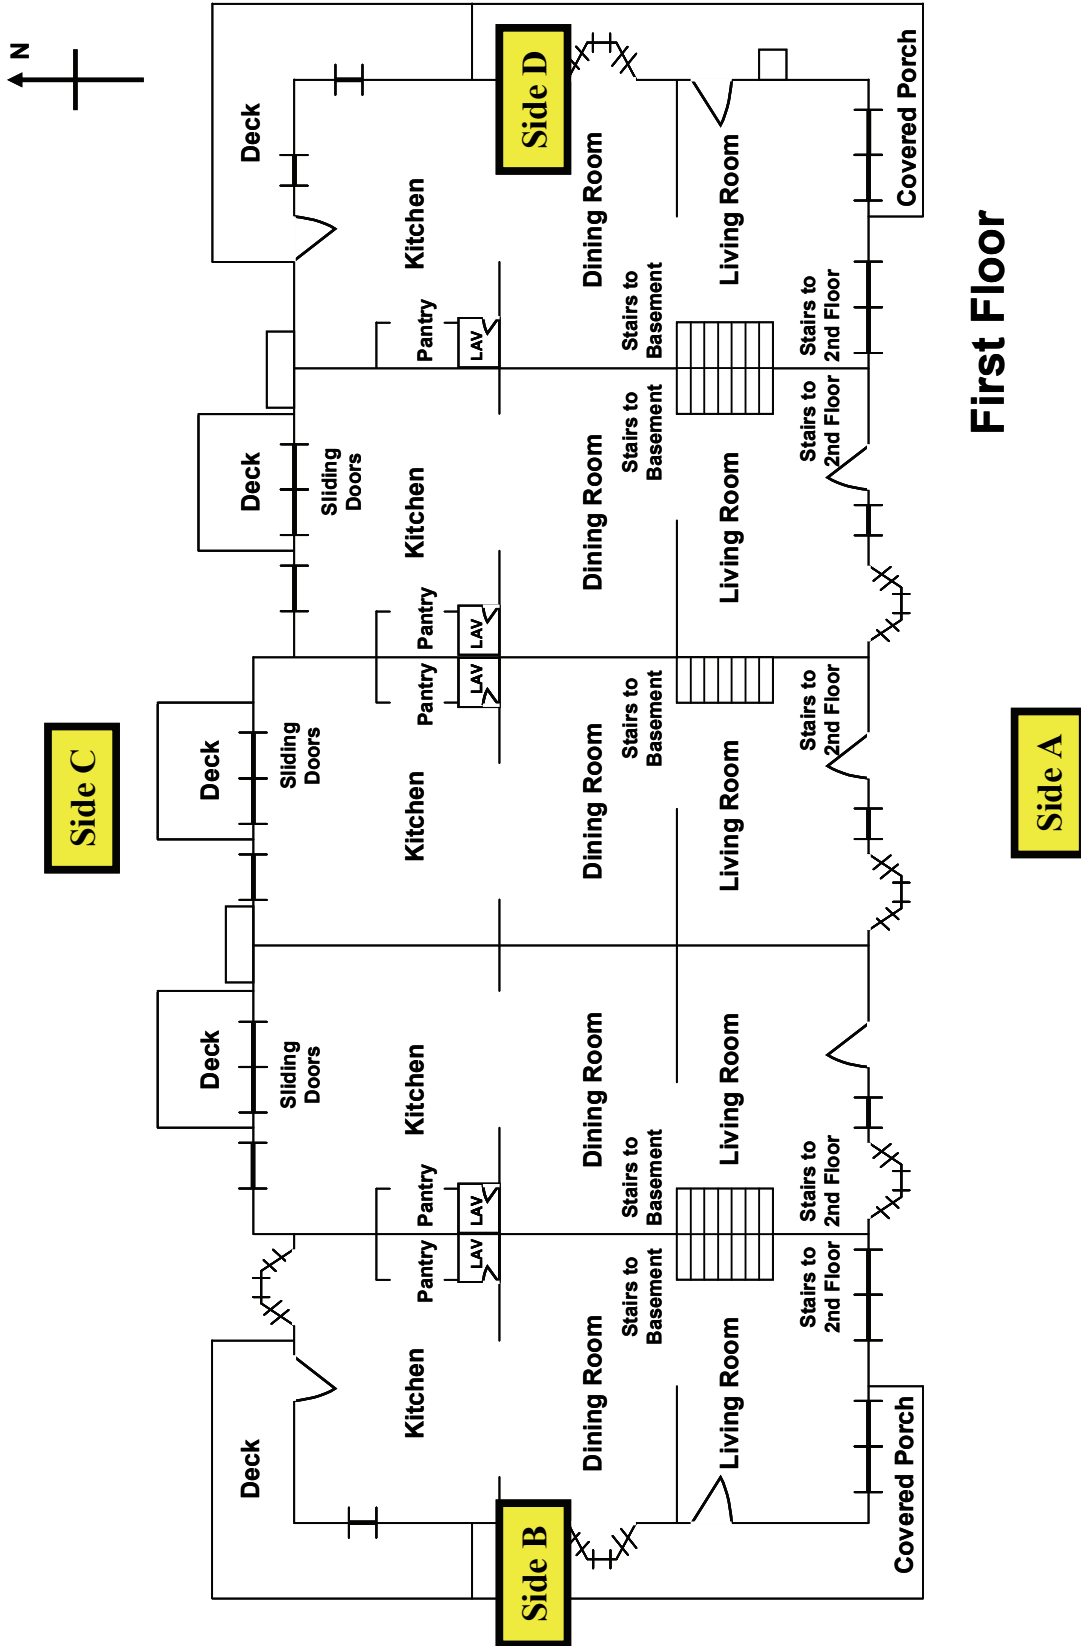 N
Side C
Deck
Deck
Deck
Deck
Deck
Sliding
Doors
Sliding
Doors
Sliding
Doors
Kitchen
Kitchen
Kitchen
Kitchen
Kitchen
Pantry
Pantry
Pantry
Pantry
Pantry
LAV
LAV
LAV
LAV
LAV
Side B
Side D
Dining Room
Dining Room
Dining Room
Dining Room
Dining Room
Stairs to
Basement
Stairs to
Basement
Stairs to
Basement
Stairs to
Basement
Stairs to
Basement
Living Room
Living Room
Living Room
Living Room
Living Room
Stairs to
2nd Floor
Stairs to
2nd Floor
Stairs to
2nd Floor
Stairs to
2nd Floor
Stairs to
2nd Floor
Covered Porch
Covered Porch
First Floor
Side A